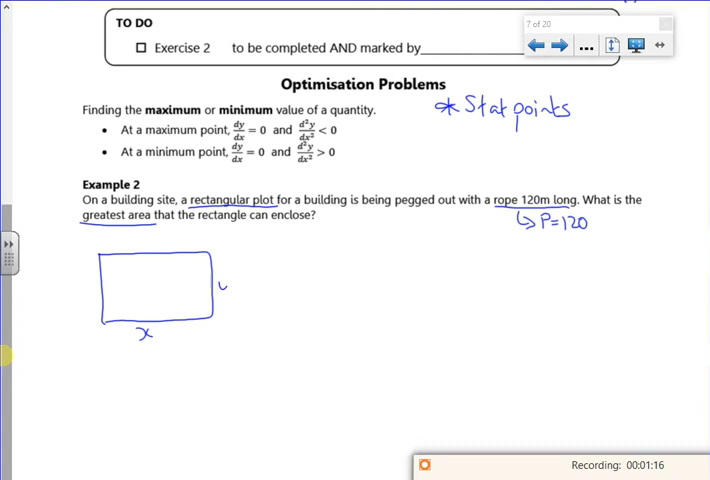 TO DO
☐ Exercise 2 to be completed AND marked by____________
7 of 20
Optimisation Problems
Finding the maximum or minimum value of a quantity.
* Stat points
• At a maximum point, dy/dx = 0 and d²y/dx² < 0
• At a minimum point, dy/dx = 0 and d²y/dx² > 0
Example 2
On a building site, a rectangular plot for a building is being pegged out with a rope 120m long. What is the
greatest area that the rectangle can enclose?
↳ P=120
x
Recording: 00:01:16